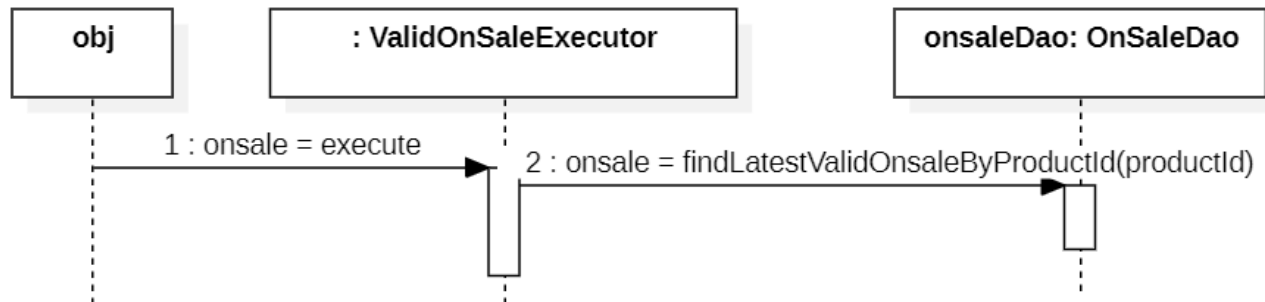 obj
: ValidOnSaleExecutor
onsaleDao: OnSaleDao
1 : onsale = execute
2 : onsale = findLatestValidOnsaleByProductId(productId)